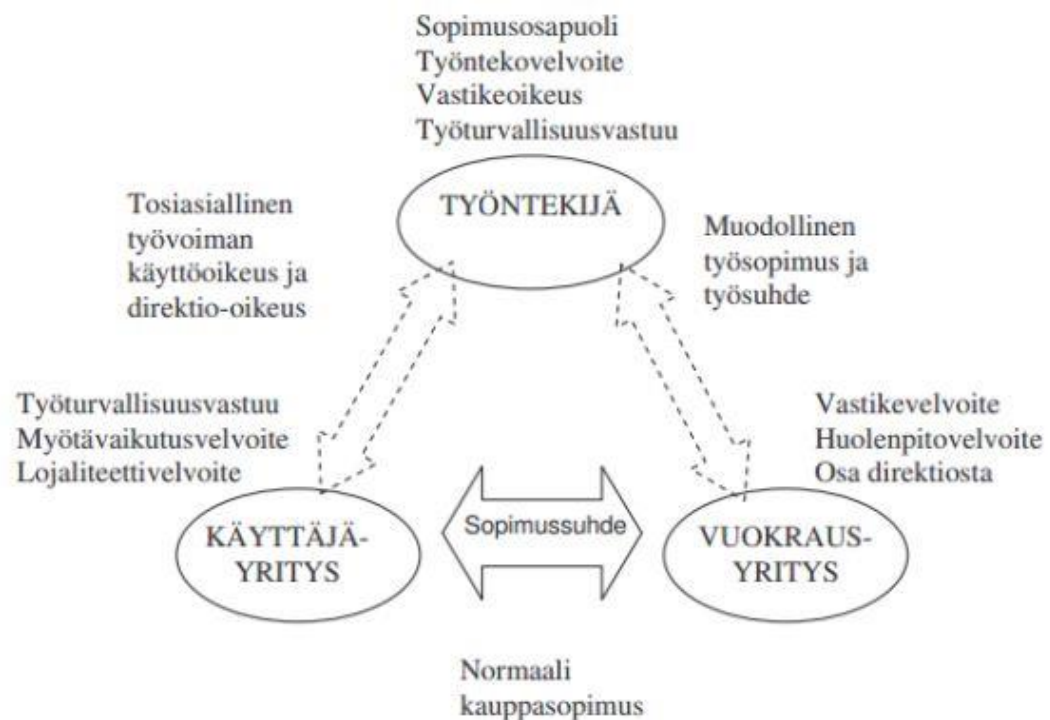 Sopimusosapuoli
Työntekovelvoite
Vastikeoikeus
Työturvallisuusvastuu
TYÖNTEKIJÄ
Tosiasiallinen
työvoiman
käyttöoikeus ja
direktio-oikeus
Muodollinen
työsopimus ja
työsuhde
Työturvallisuusvastuu
Myötävaikutusvelvoite
Lojaliteettivelvoite
Vastikevelvoite
Huolenpitovelvoite
Osa direktiosta
KÄYTTÄJÄ-
YRITYS
Sopimussuhde
VUOKRAUS-
YRITYS
Normaali
kauppasopimus